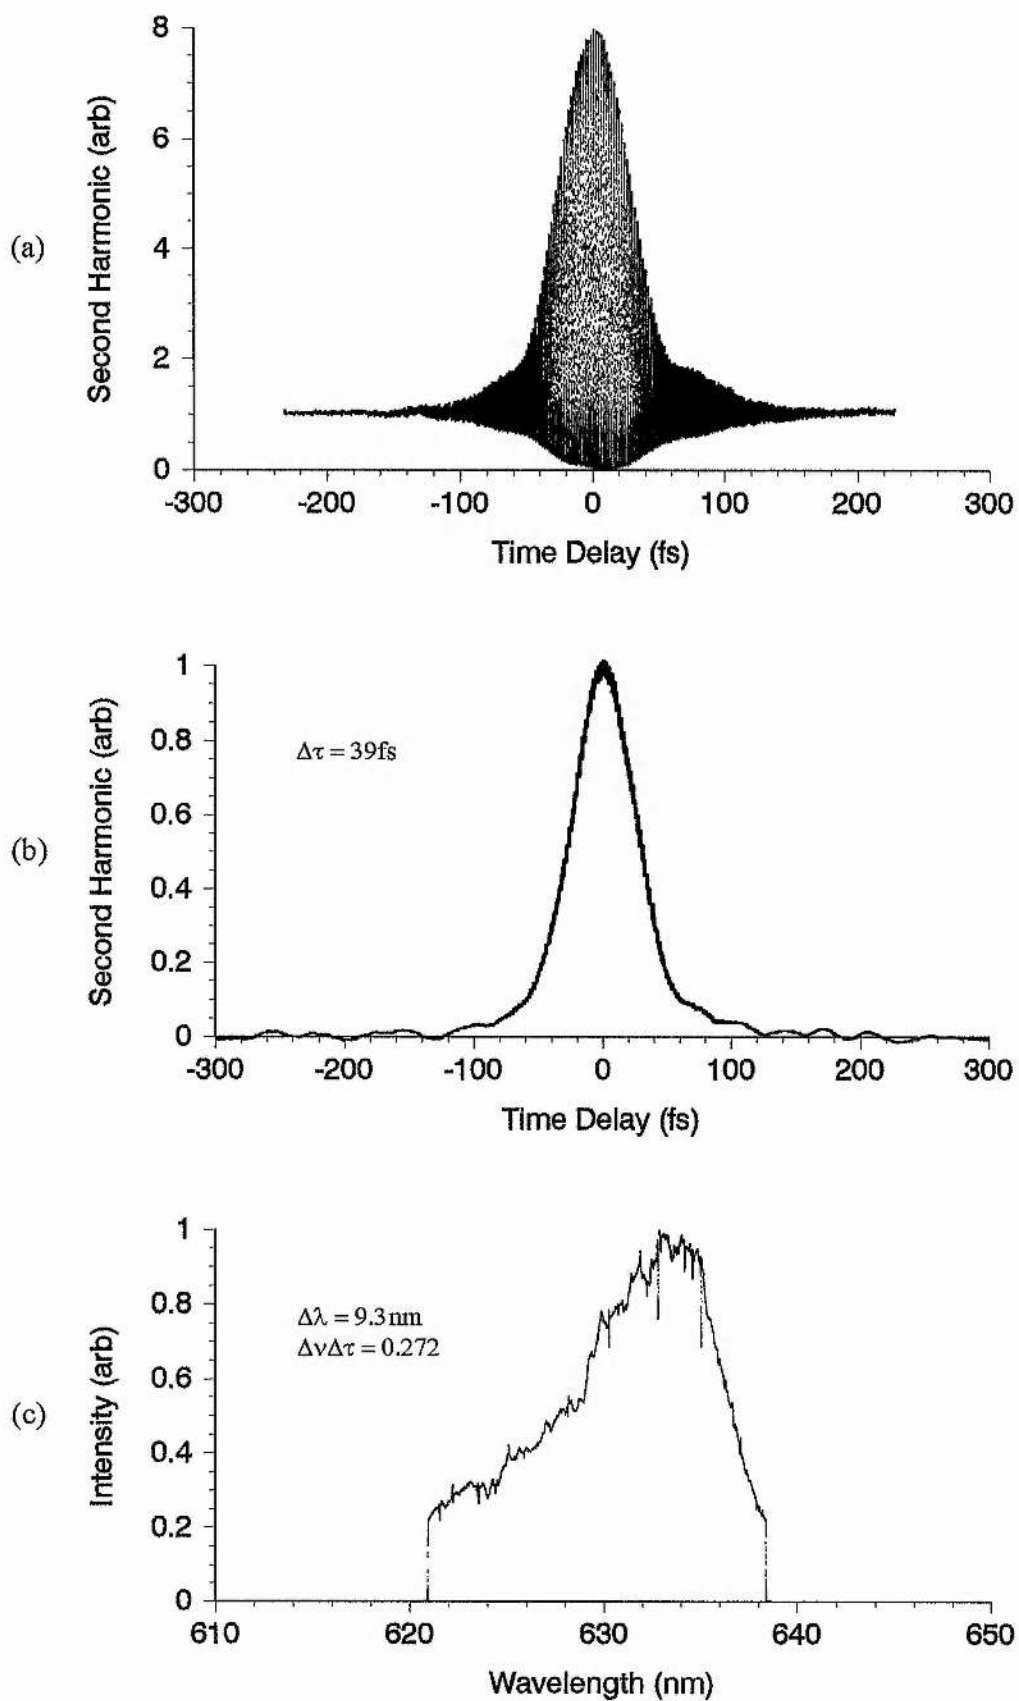 (a)
Second Harmonic (arb)
8
6
4
2
0
-300 -200 -100 0 100 200 300
Time Delay (fs)
(b)
Second Harmonic (arb)
1
0.8
0.6
0.4
0.2
0
Δτ = 39fs
-300 -200 -100 0 100 200 300
Time Delay (fs)
(c)
Intensity (arb)
1
0.8
0.6
0.4
0.2
0
Δλ = 9.3nm
ΔνΔτ = 0.272
610 620 630 640 650
Wavelength (nm)